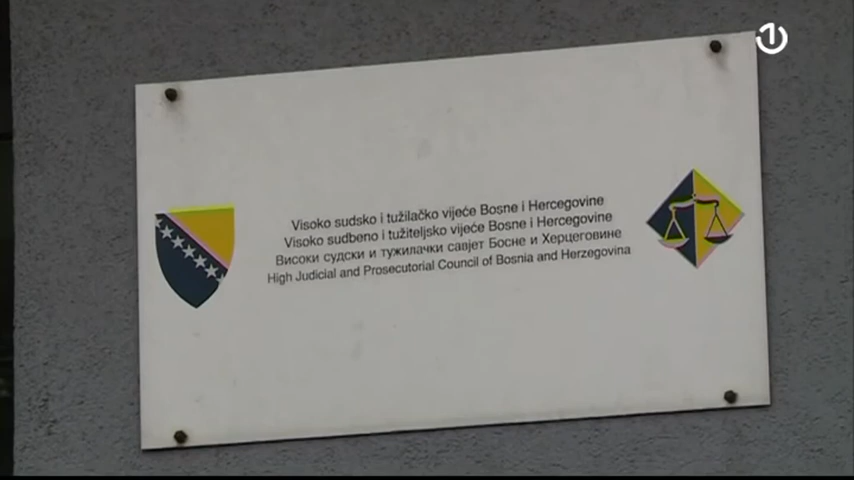 Visoko sudsko i tužilačko vijeće Bosne i Hercegovine
Visoko sudbeno i tužiteljsko vijeće Bosne i Hercegovine
Високи судски и тужилачки савјет Босне и Херцеговине
High Judicial and Prosecutorial Council of Bosnia and Herzegovina
1